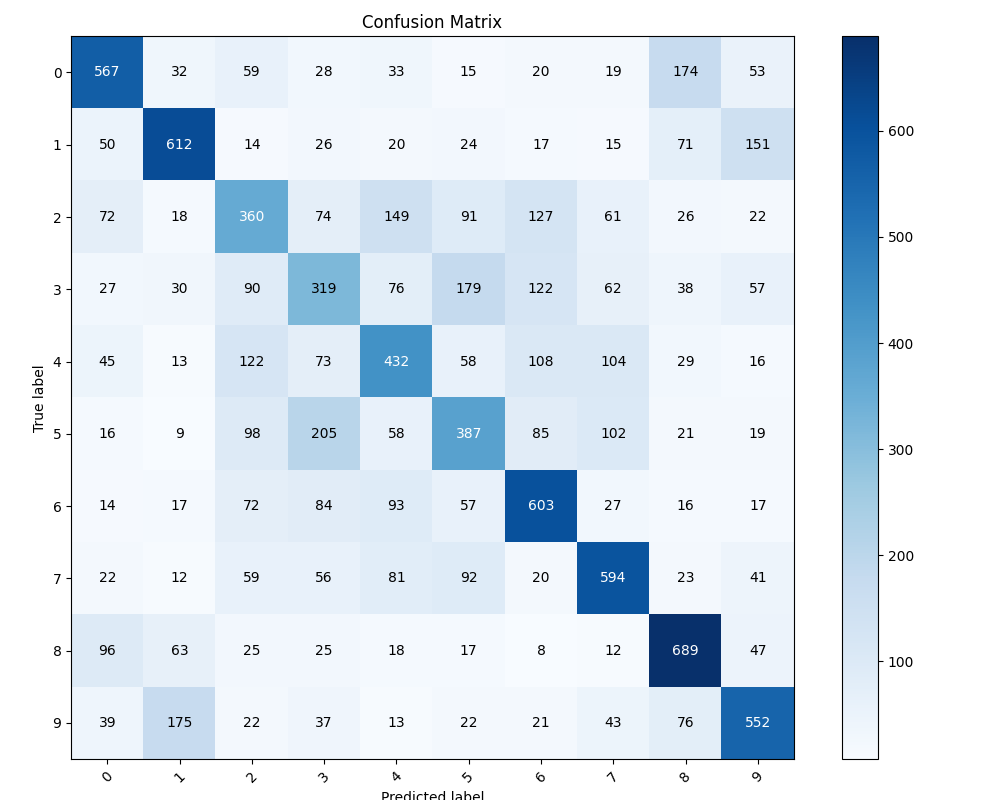 Confusion Matrix
0 567 32 59 28 33 15 20 19 174 53
1 50 612 14 26 20 24 17 15 71 151
2 72 18 360 74 149 91 127 61 26 22
3 27 30 90 319 76 179 122 62 38 57
4 45 13 122 73 432 58 108 104 29 16
5 16 9 98 205 58 387 85 102 21 19
6 14 17 72 84 93 57 603 27 16 17
7 22 12 59 56 81 92 20 594 23 41
8 96 63 25 25 18 17 8 12 689 47
9 39 175 22 37 13 22 21 43 76 552
0 1 2 3 4 5 6 7 8 9
True label
Predicted label
600
500
400
300
200
100